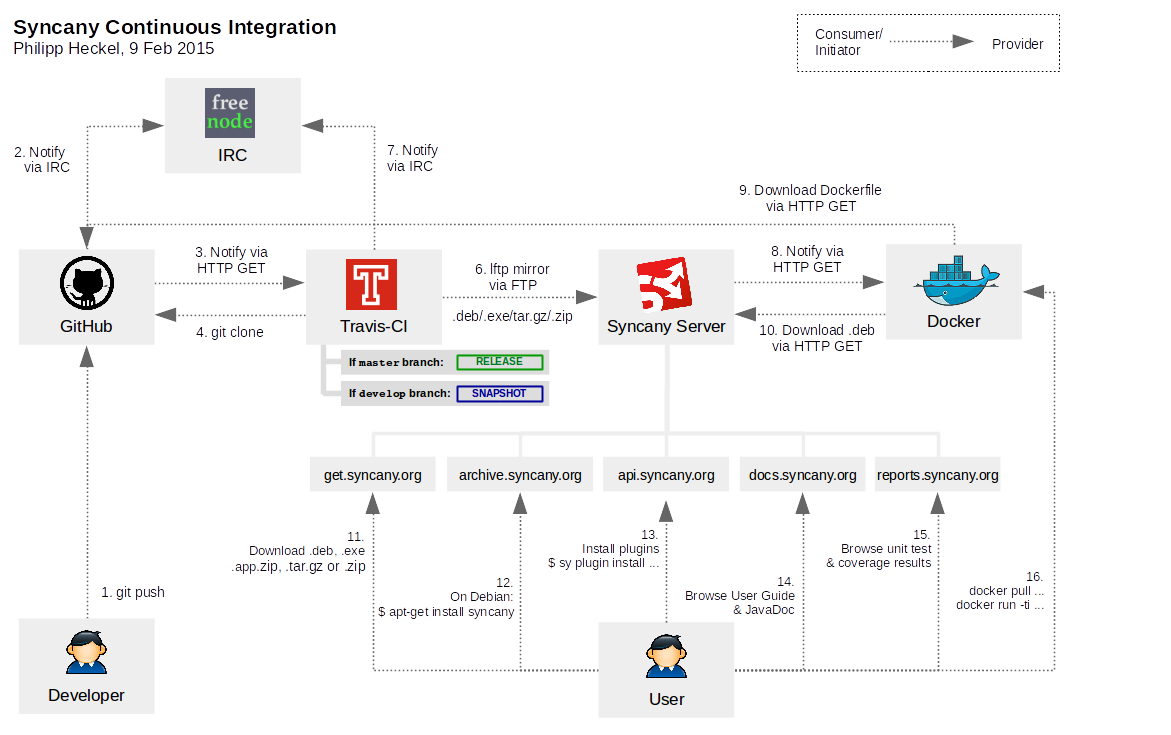 Syncany Continuous Integration
Philipp Heckel, 9 Feb 2015
Consumer/
Initiator
Provider
free
node
IRC
2. Notify
via IRC
7. Notify
via IRC
9. Download Dockerfile
via HTTP GET
GitHub
3. Notify via
HTTP GET
4. git clone
Travis-CI
6. lftp mirror
via FTP
.deb/.exe/tar.gz/.zip
Syncany Server
8. Notify via
HTTP GET
10. Download .deb
via HTTP GET
Docker
If master branch: RELEASE
If develop branch: SNAPSHOT
get.syncany.org
archive.syncany.org
api.syncany.org
docs.syncany.org
reports.syncany.org
11.
Download .deb, .exe
.app.zip, .tar.gz or .zip
12.
On Debian:
$ apt-get install syncany
13.
Install plugins
$ sy plugin install ...
14.
Browse User Guide
& JavaDoc
15.
Browse unit test
& coverage results
16.
docker pull ...
docker run -ti ...
1. git push
Developer
User